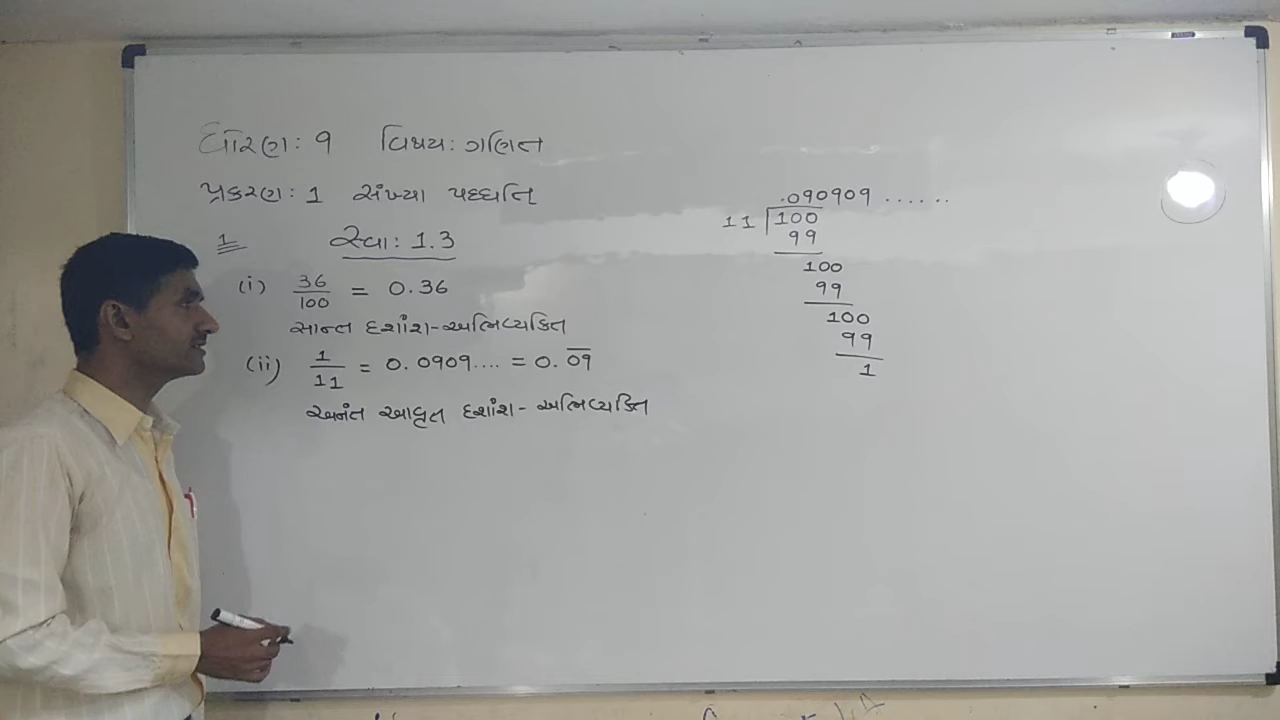 ધોરણ: 9 વિષય: ગણિત
પ્રકરણ: 1 સંખ્યા પદ્ધતિ
1 સ્વા: 1.3
(i) 36/100 = 0.36
સાન્ત દશાંશ-અભિવ્યક્તિ
(ii) 1/11 = 0.0909.... = 0.0̅9̅
અનંત આવૃત દશાંશ- અભિવ્યક્તિ
.090909......
11 100
99
100
99
100
99
1